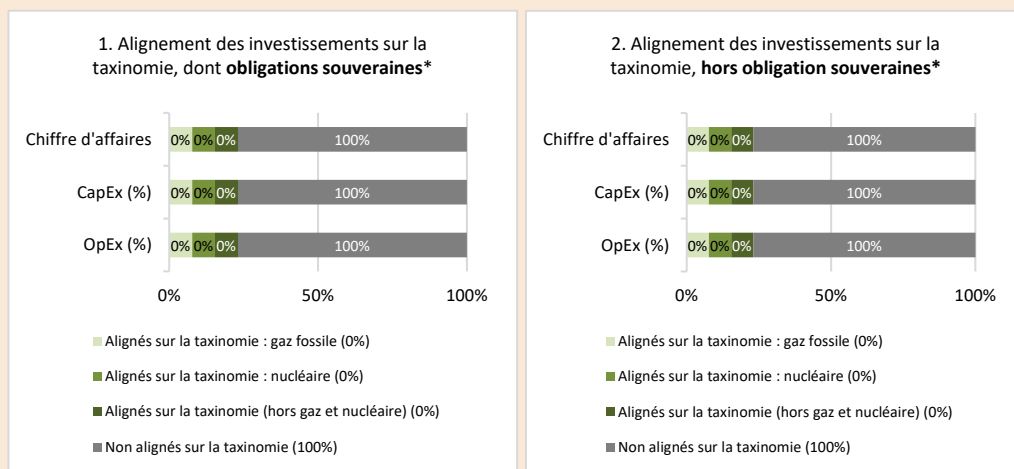 1. Alignement des investissements sur la
taxinomie, dont obligations souveraines*
Chiffre d'affaires
0% 0% 0% 100%
CapEx (%)
0% 0% 0% 100%
OpEx (%)
0% 0% 0% 100%
0% 50% 100%
Alignés sur la taxinomie : gaz fossile (0%)
Alignés sur la taxinomie : nucléaire (0%)
Alignés sur la taxinomie (hors gaz et nucléaire) (0%)
Non alignés sur la taxinomie (100%)
2. Alignement des investissements sur la
taxinomie, hors obligation souveraines*
Chiffre d'affaires
0% 0% 0% 100%
CapEx (%)
0% 0% 0% 100%
OpEx (%)
0% 0% 0% 100%
0% 50% 100%
Alignés sur la taxinomie : gaz fossile (0%)
Alignés sur la taxinomie : nucléaire (0%)
Alignés sur la taxinomie (hors gaz et nucléaire) (0%)
Non alignés sur la taxinomie (100%)